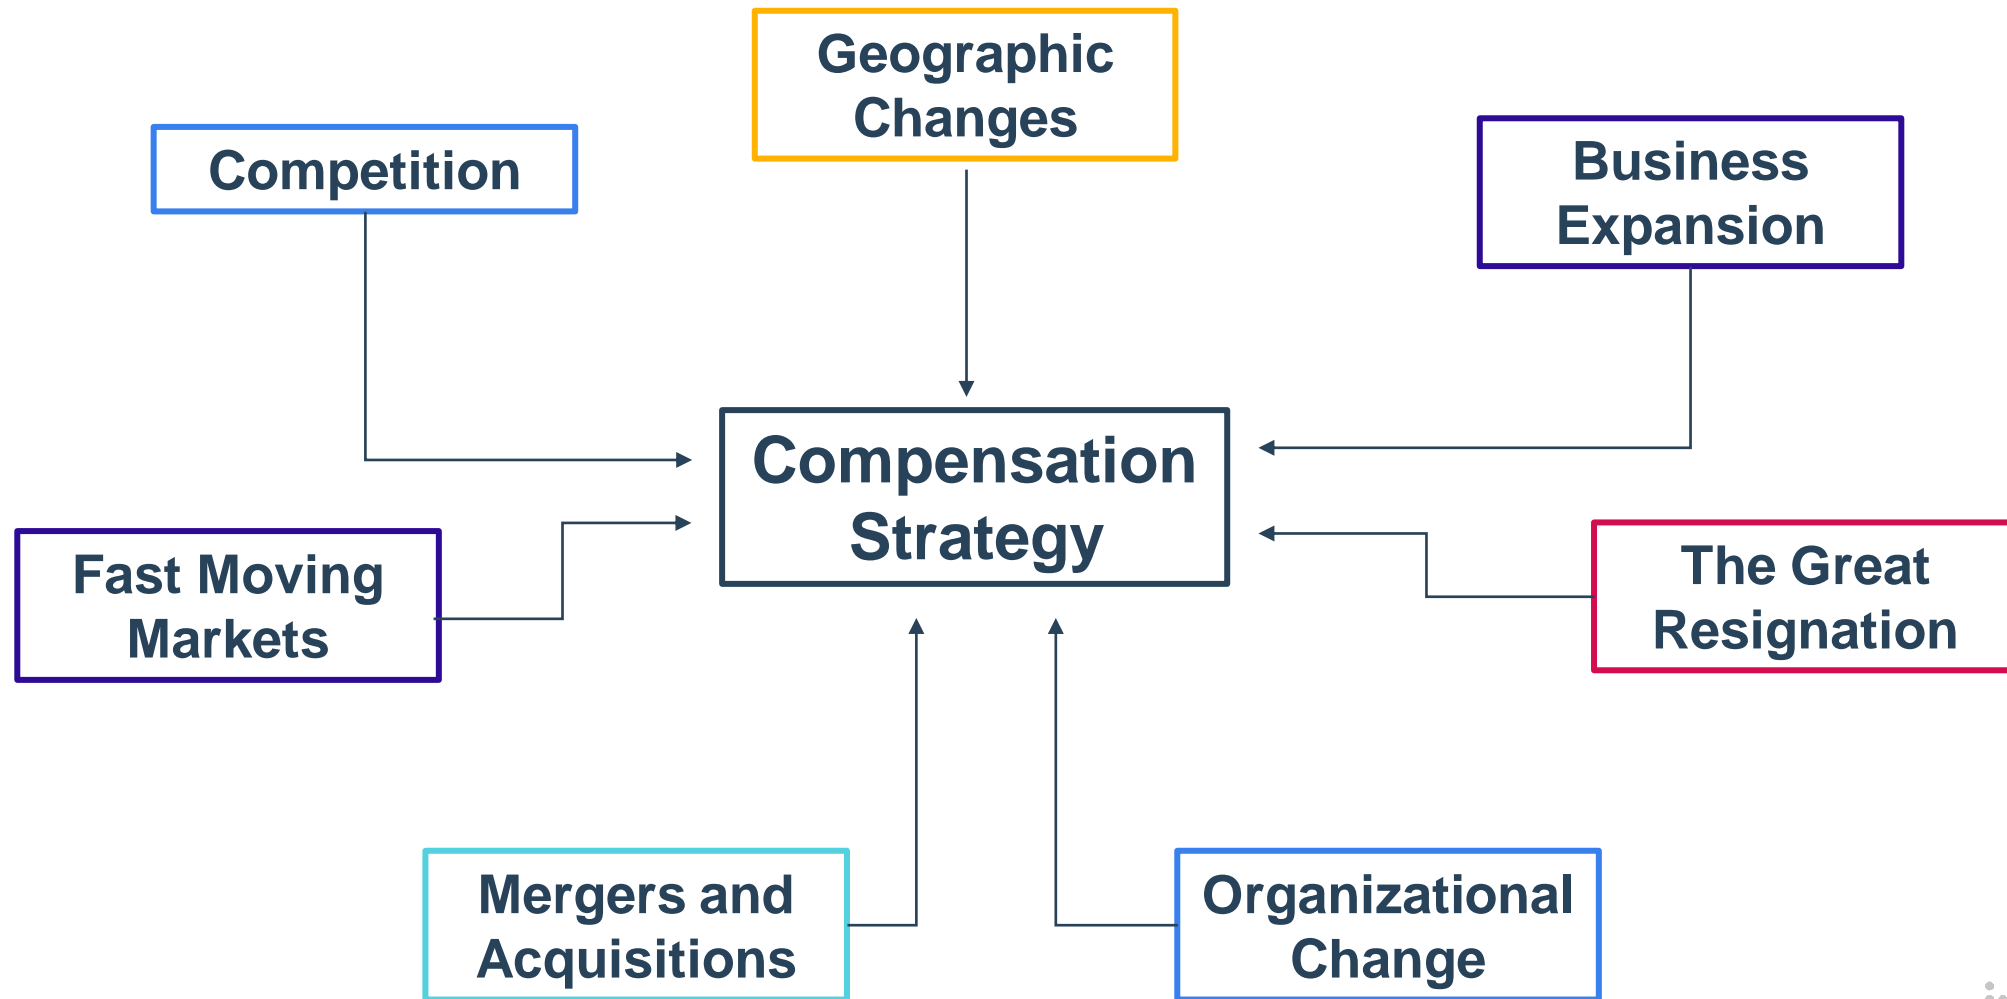 Geographic
Changes
Competition
Business
Expansion
Compensation
Strategy
Fast Moving
Markets
The Great
Resignation
Mergers and
Acquisitions
Organizational
Change